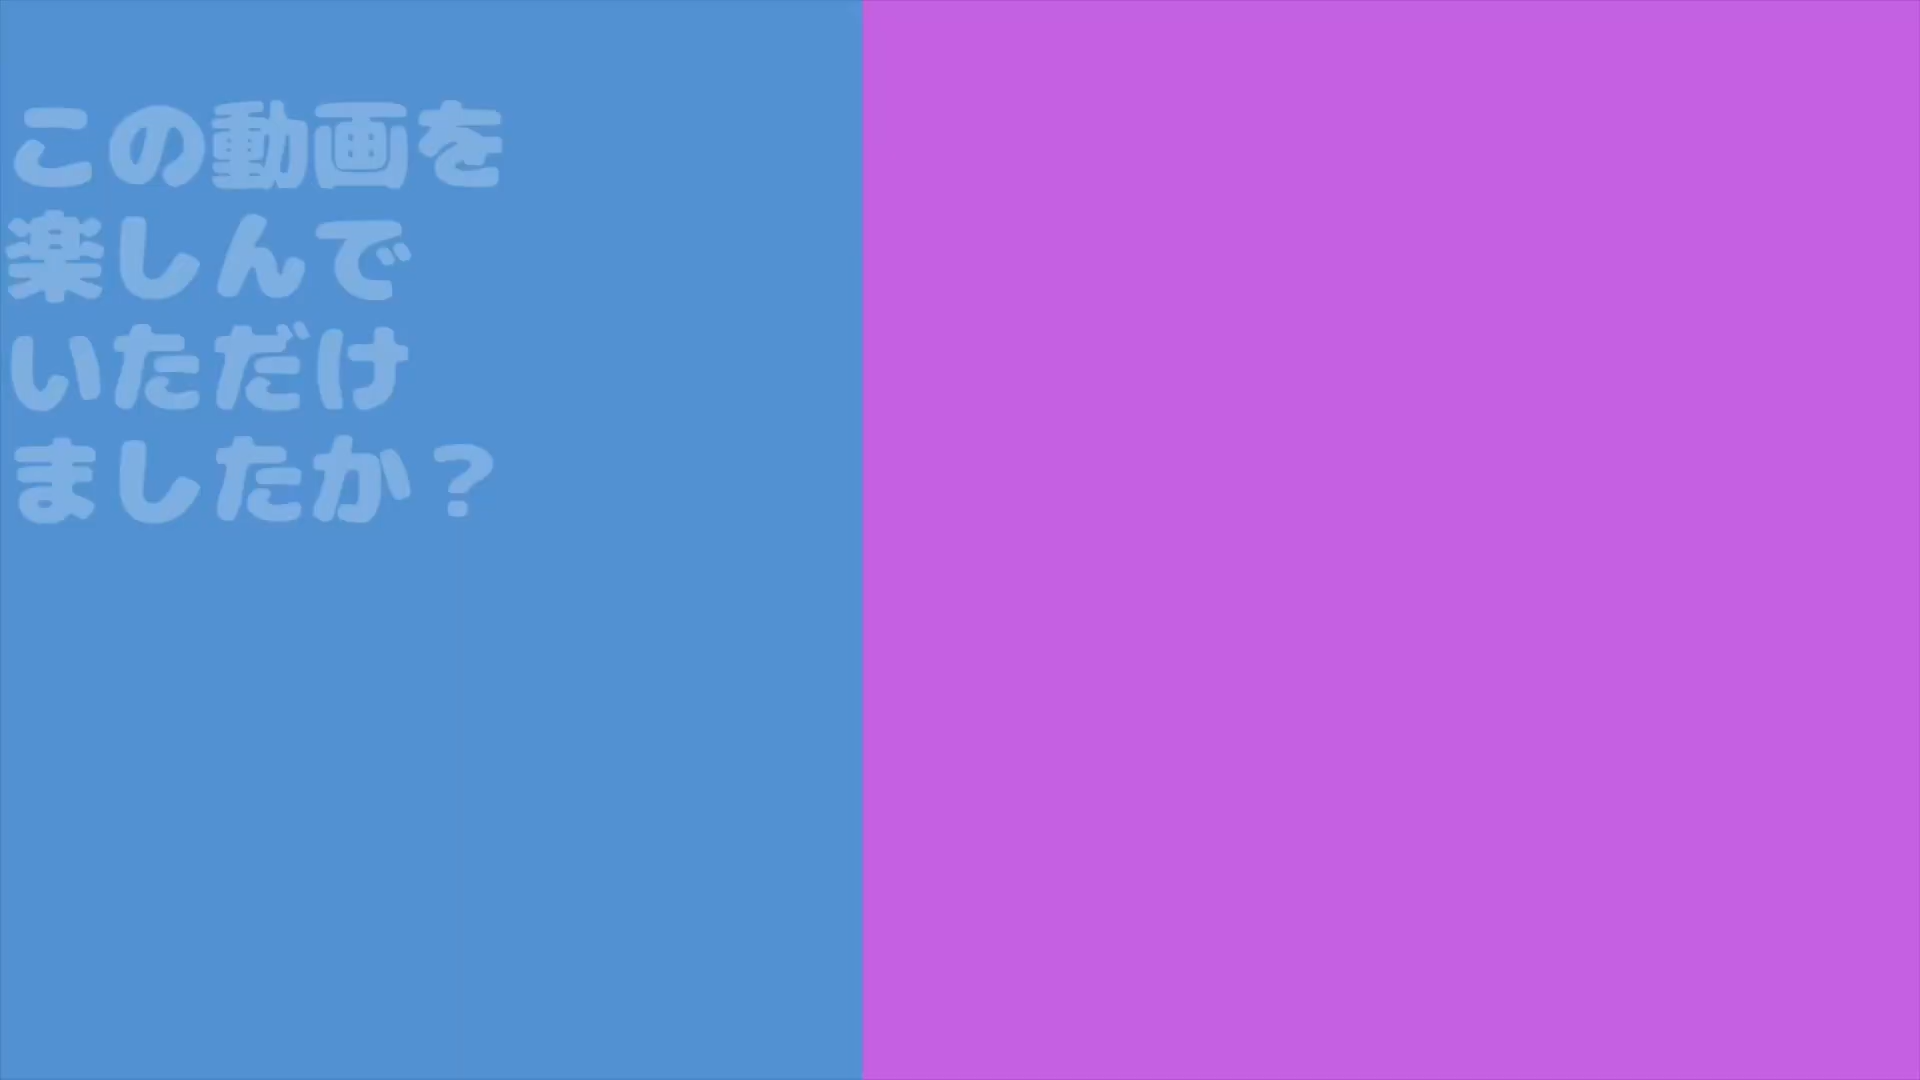 この動画を
楽しんで
いただけ
ましたか？